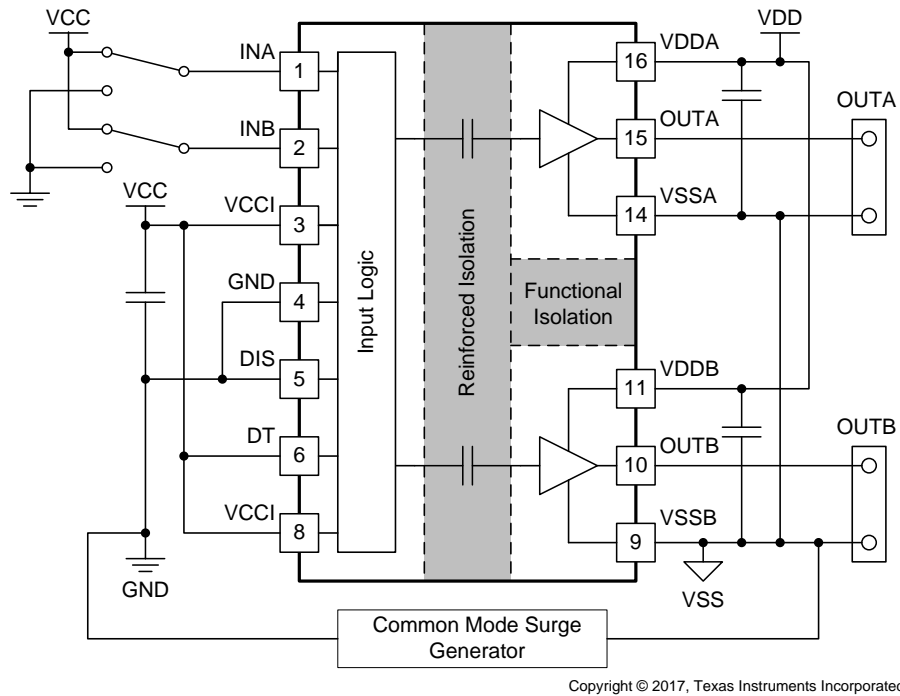 VCC
VDD
INA
1
16
VDDA
OUTA
INB
2
15
OUTA
VCC
VCCI
3
14
VSSA
GND
4
Input Logic
Reinforced Isolation
Functional
Isolation
DIS
5
11
VDDB
OUTB
DT
6
10
OUTB
VCCI
8
9
VSSB
GND
VSS
Common Mode Surge
Generator
Copyright © 2017, Texas Instruments Incorporated